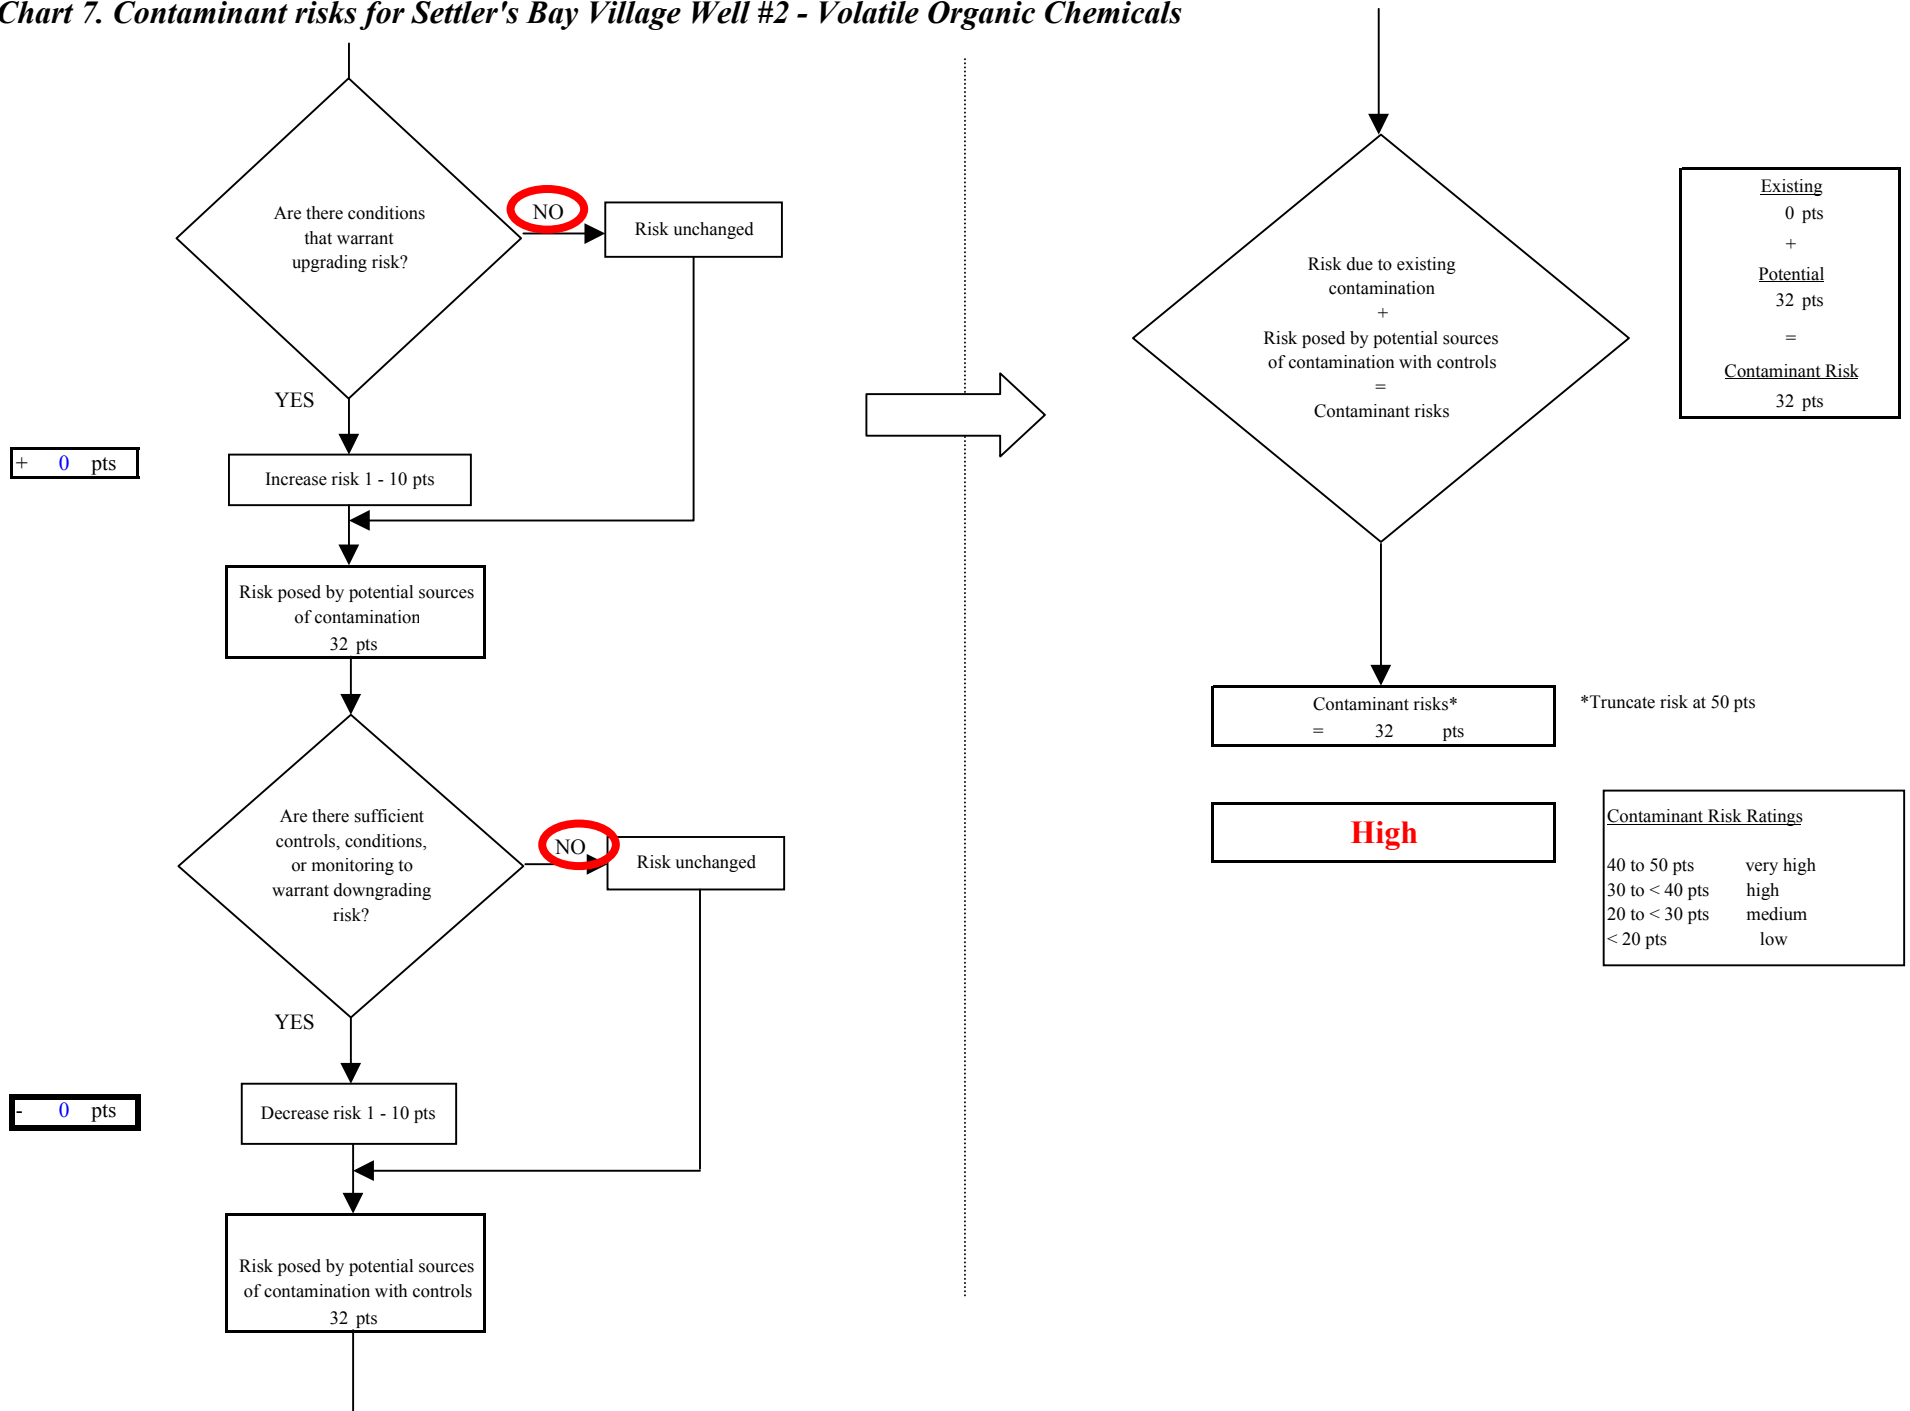 Chart 7. Contaminant risks for Settler's Bay Village Well #2 - Volatile Organic Chemicals
Are there conditions
that warrant
upgrading risk?
NO
Risk unchanged
YES
+ 0 pts
Increase risk 1 - 10 pts
Risk posed by potential sources
of contamination
32 pts
Are there sufficient
controls, conditions,
or monitoring to
warrant downgrading
risk?
NO
Risk unchanged
YES
- 0 pts
Decrease risk 1 - 10 pts
Risk posed by potential sources
of contamination with controls
32 pts
Risk due to existing
contamination
+
Risk posed by potential sources
of contamination with controls
=
Contaminant risks
Existing
0 pts
+
Potential
32 pts
=
Contaminant Risk
32 pts
Contaminant risks*
= 32 pts
*Truncate risk at 50 pts
High
Contaminant Risk Ratings
40 to 50 pts very high
30 to < 40 pts high
20 to < 30 pts medium
< 20 pts low